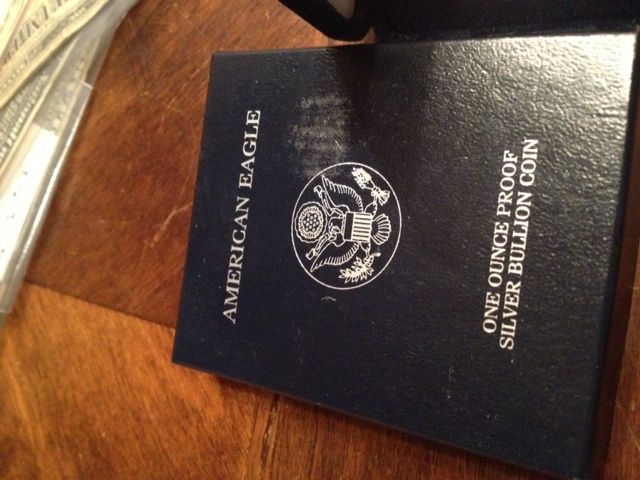 AMERICAN EAGLE
ONE OUNCE PROOF
SILVER BULLION COIN